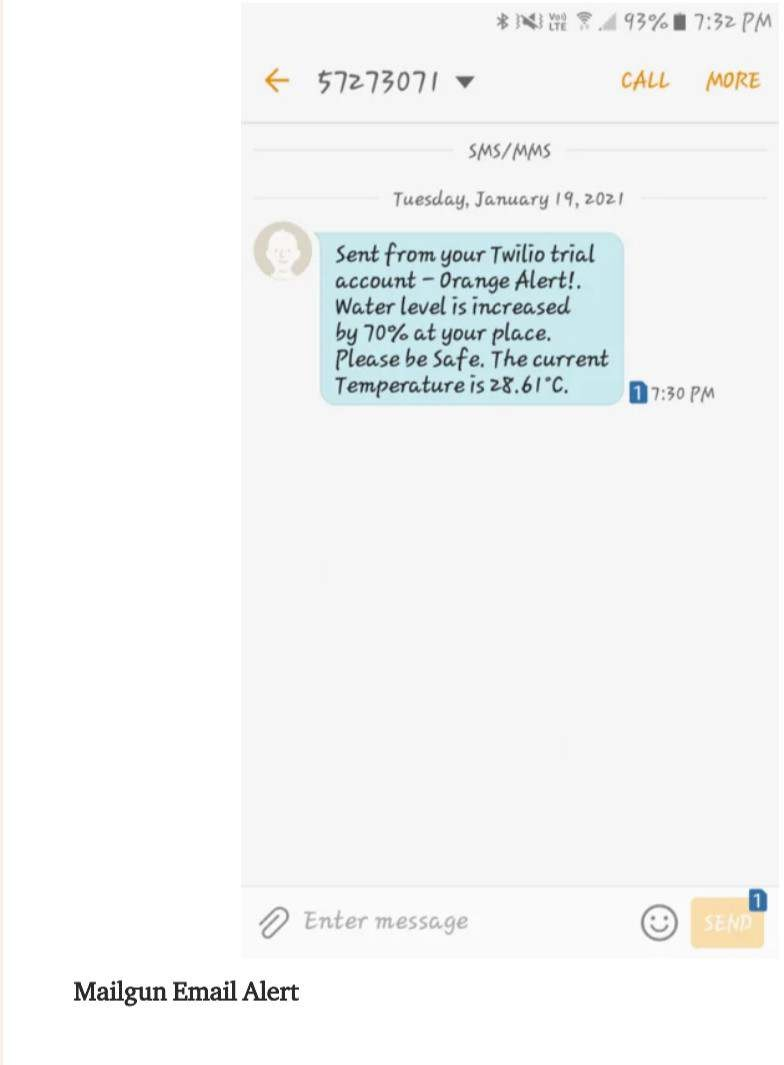 93% 7:32 PM
57273071 CALL MORE
SMS/MMS
Tuesday, January 19, 2021
Sent from your Twilio trial
account - Orange Alert!.
Water level is increased
by 70% at your place.
Please be Safe. The current
Temperature is 28.61°C.
1 7:30 PM
Enter message
1
SEND
Mailgun Email Alert